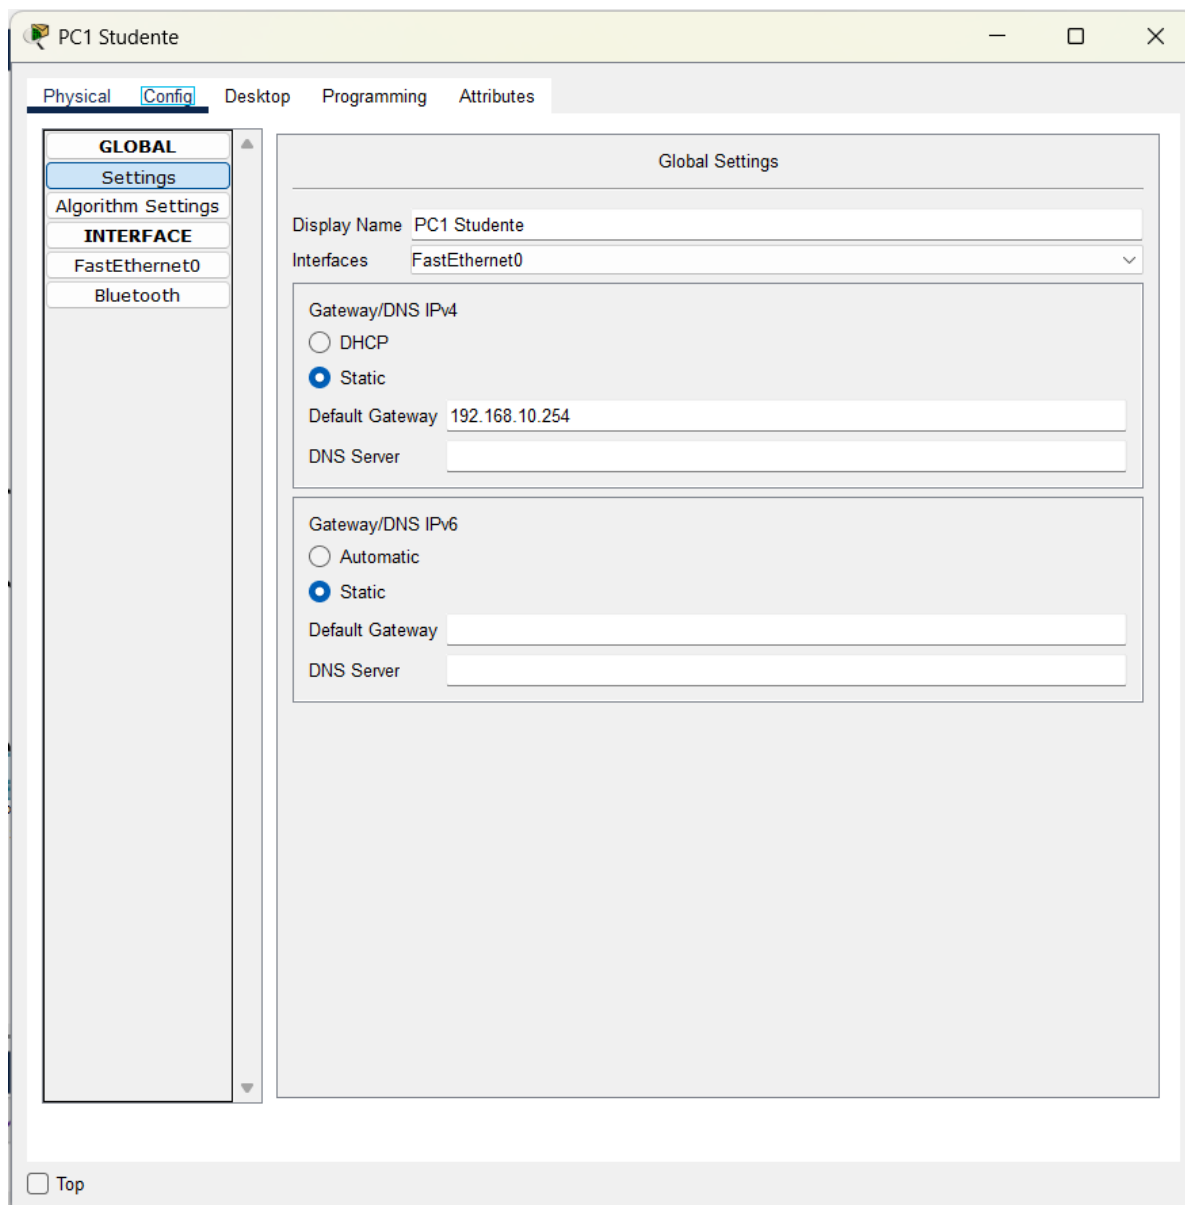 PC1 Studente
Physical Config Desktop Programming Attributes
GLOBAL
Settings
Algorithm Settings
INTERFACE
FastEthernet0
Bluetooth
Global Settings
Display Name PC1 Studente
Interfaces FastEthernet0
Gateway/DNS IPv4
DHCP
Static
Default Gateway 192.168.10.254
DNS Server
Gateway/DNS IPv6
Automatic
Static
Default Gateway
DNS Server
Top